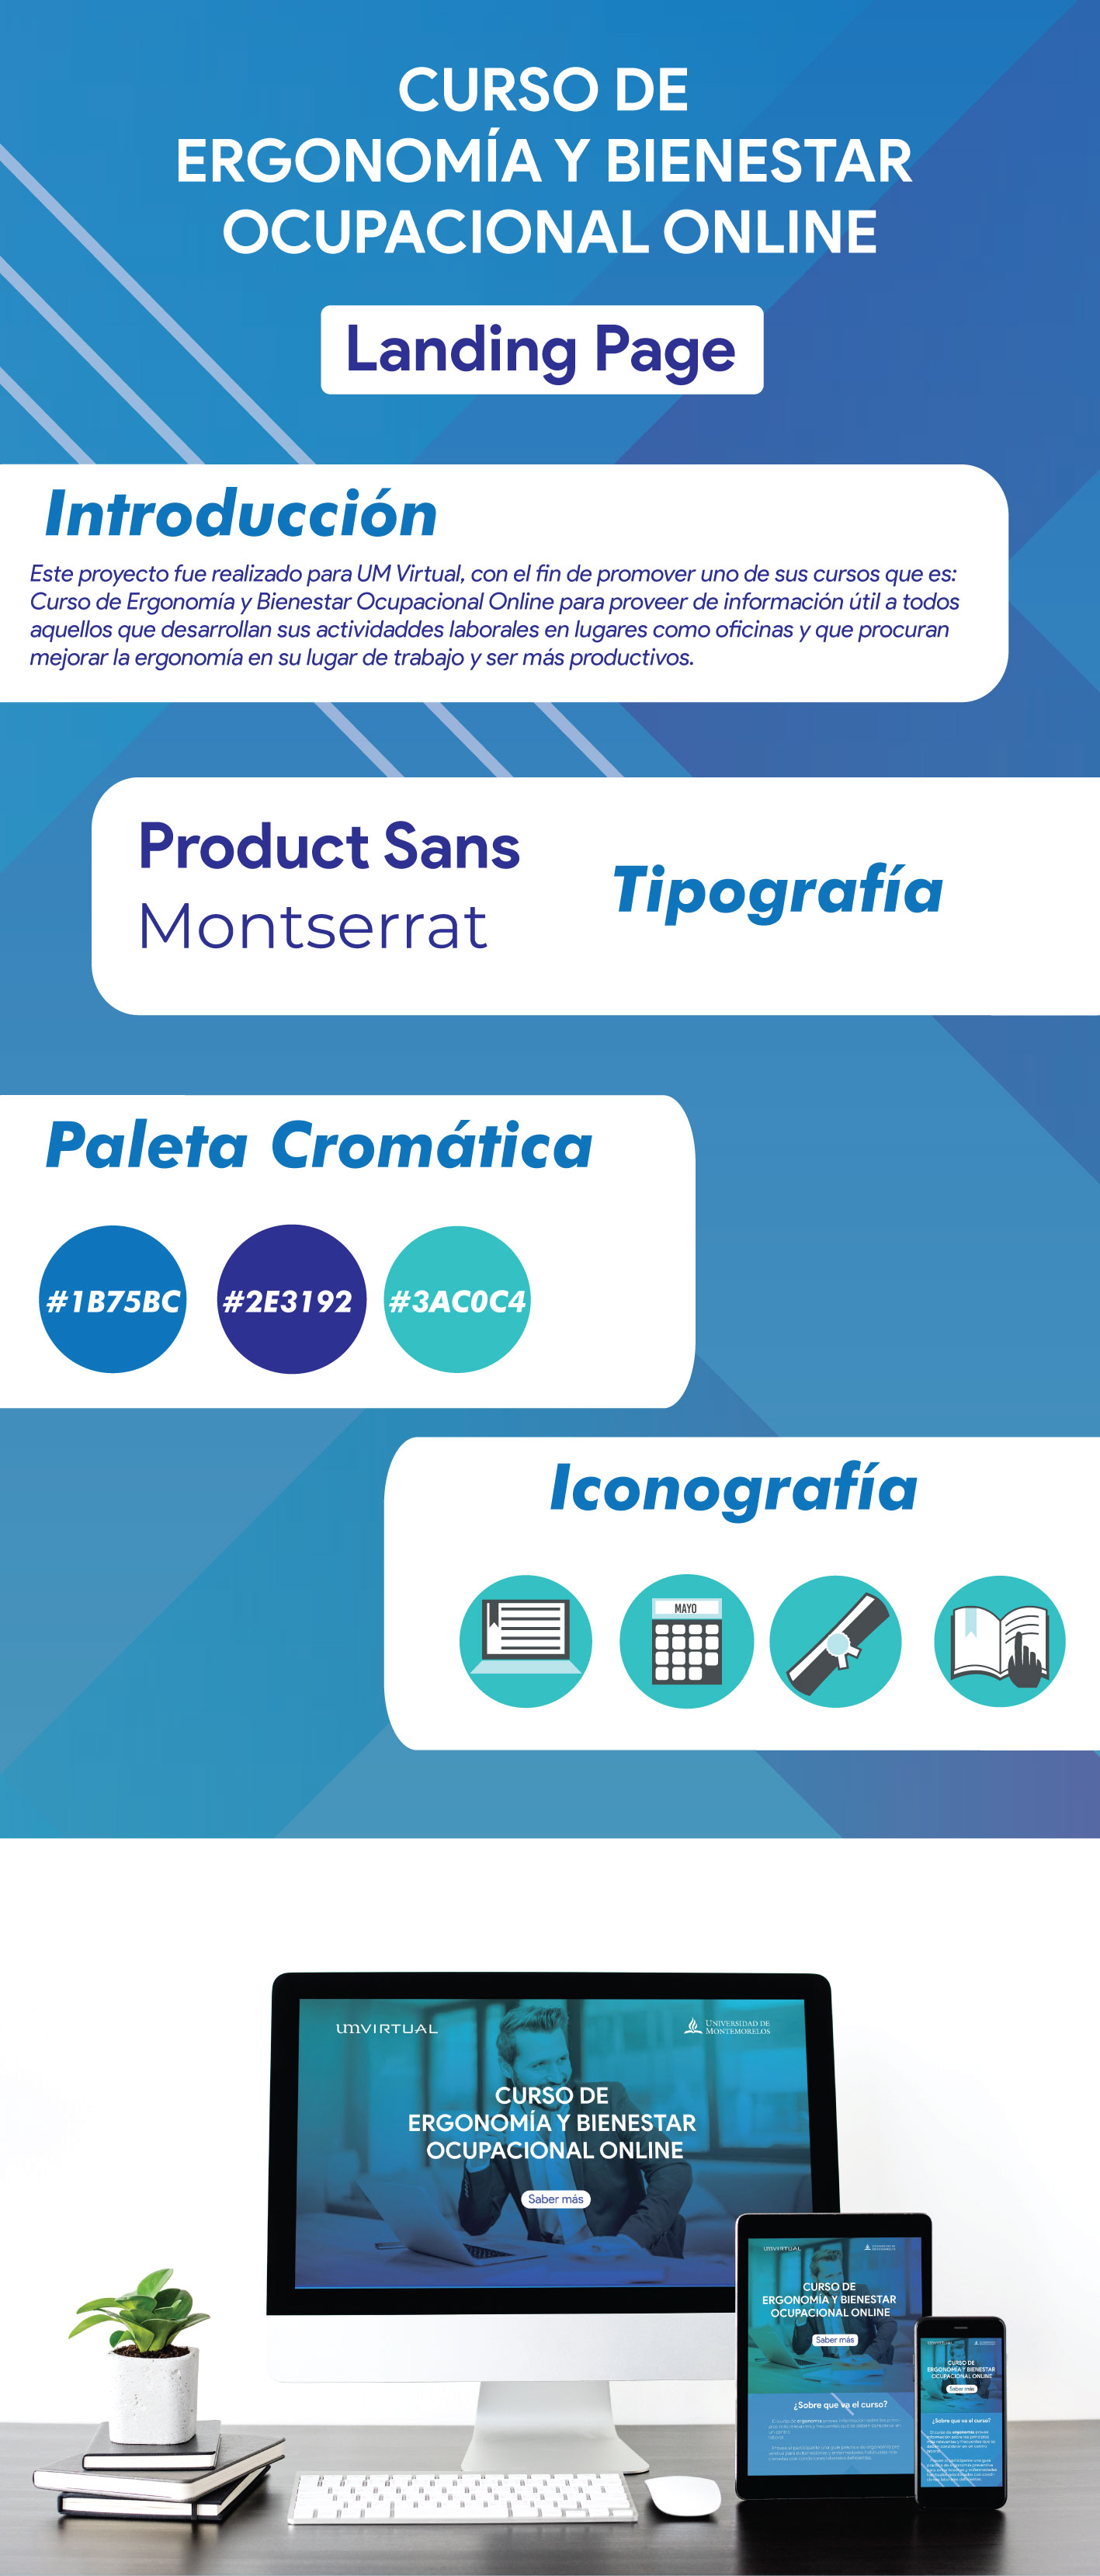 CURSO DE
ERGONOMÍA Y BIENESTAR
OCUPACIONAL ONLINE
Landing Page
Introducción
Este proyecto fue realizado para UM Virtual, con el fin de promover uno de sus cursos que es:
Curso de Ergonomía y Bienestar Ocupacional Online para proveer de información útil a todos
aquellos que desarrollan sus actividaddes laborales en lugares como oficinas y que procuran
mejorar la ergonomía en su lugar de trabajo y ser más productivos.
Product Sans
Montserrat
Tipografía
Paleta Cromática
#1B75BC
#2E3192
#3AC0C4
Iconografía
MAYO
umVIRTUAL
UNIVERSIDAD DE
MONTEMORELOS
CURSO DE
ERGONOMÍA Y BIENESTAR
OCUPACIONAL ONLINE
Saber más
umVIRTUAL
CURSO DE
ERGONOMÍA Y BIENESTAR
OCUPACIONAL ONLINE
Saber más
¿Sobre que va el curso?
CURSO DE
ERGONOMÍA Y BIENESTAR
OCUPACIONAL ONLINE
Saber más
¿Sobre que va el curso?